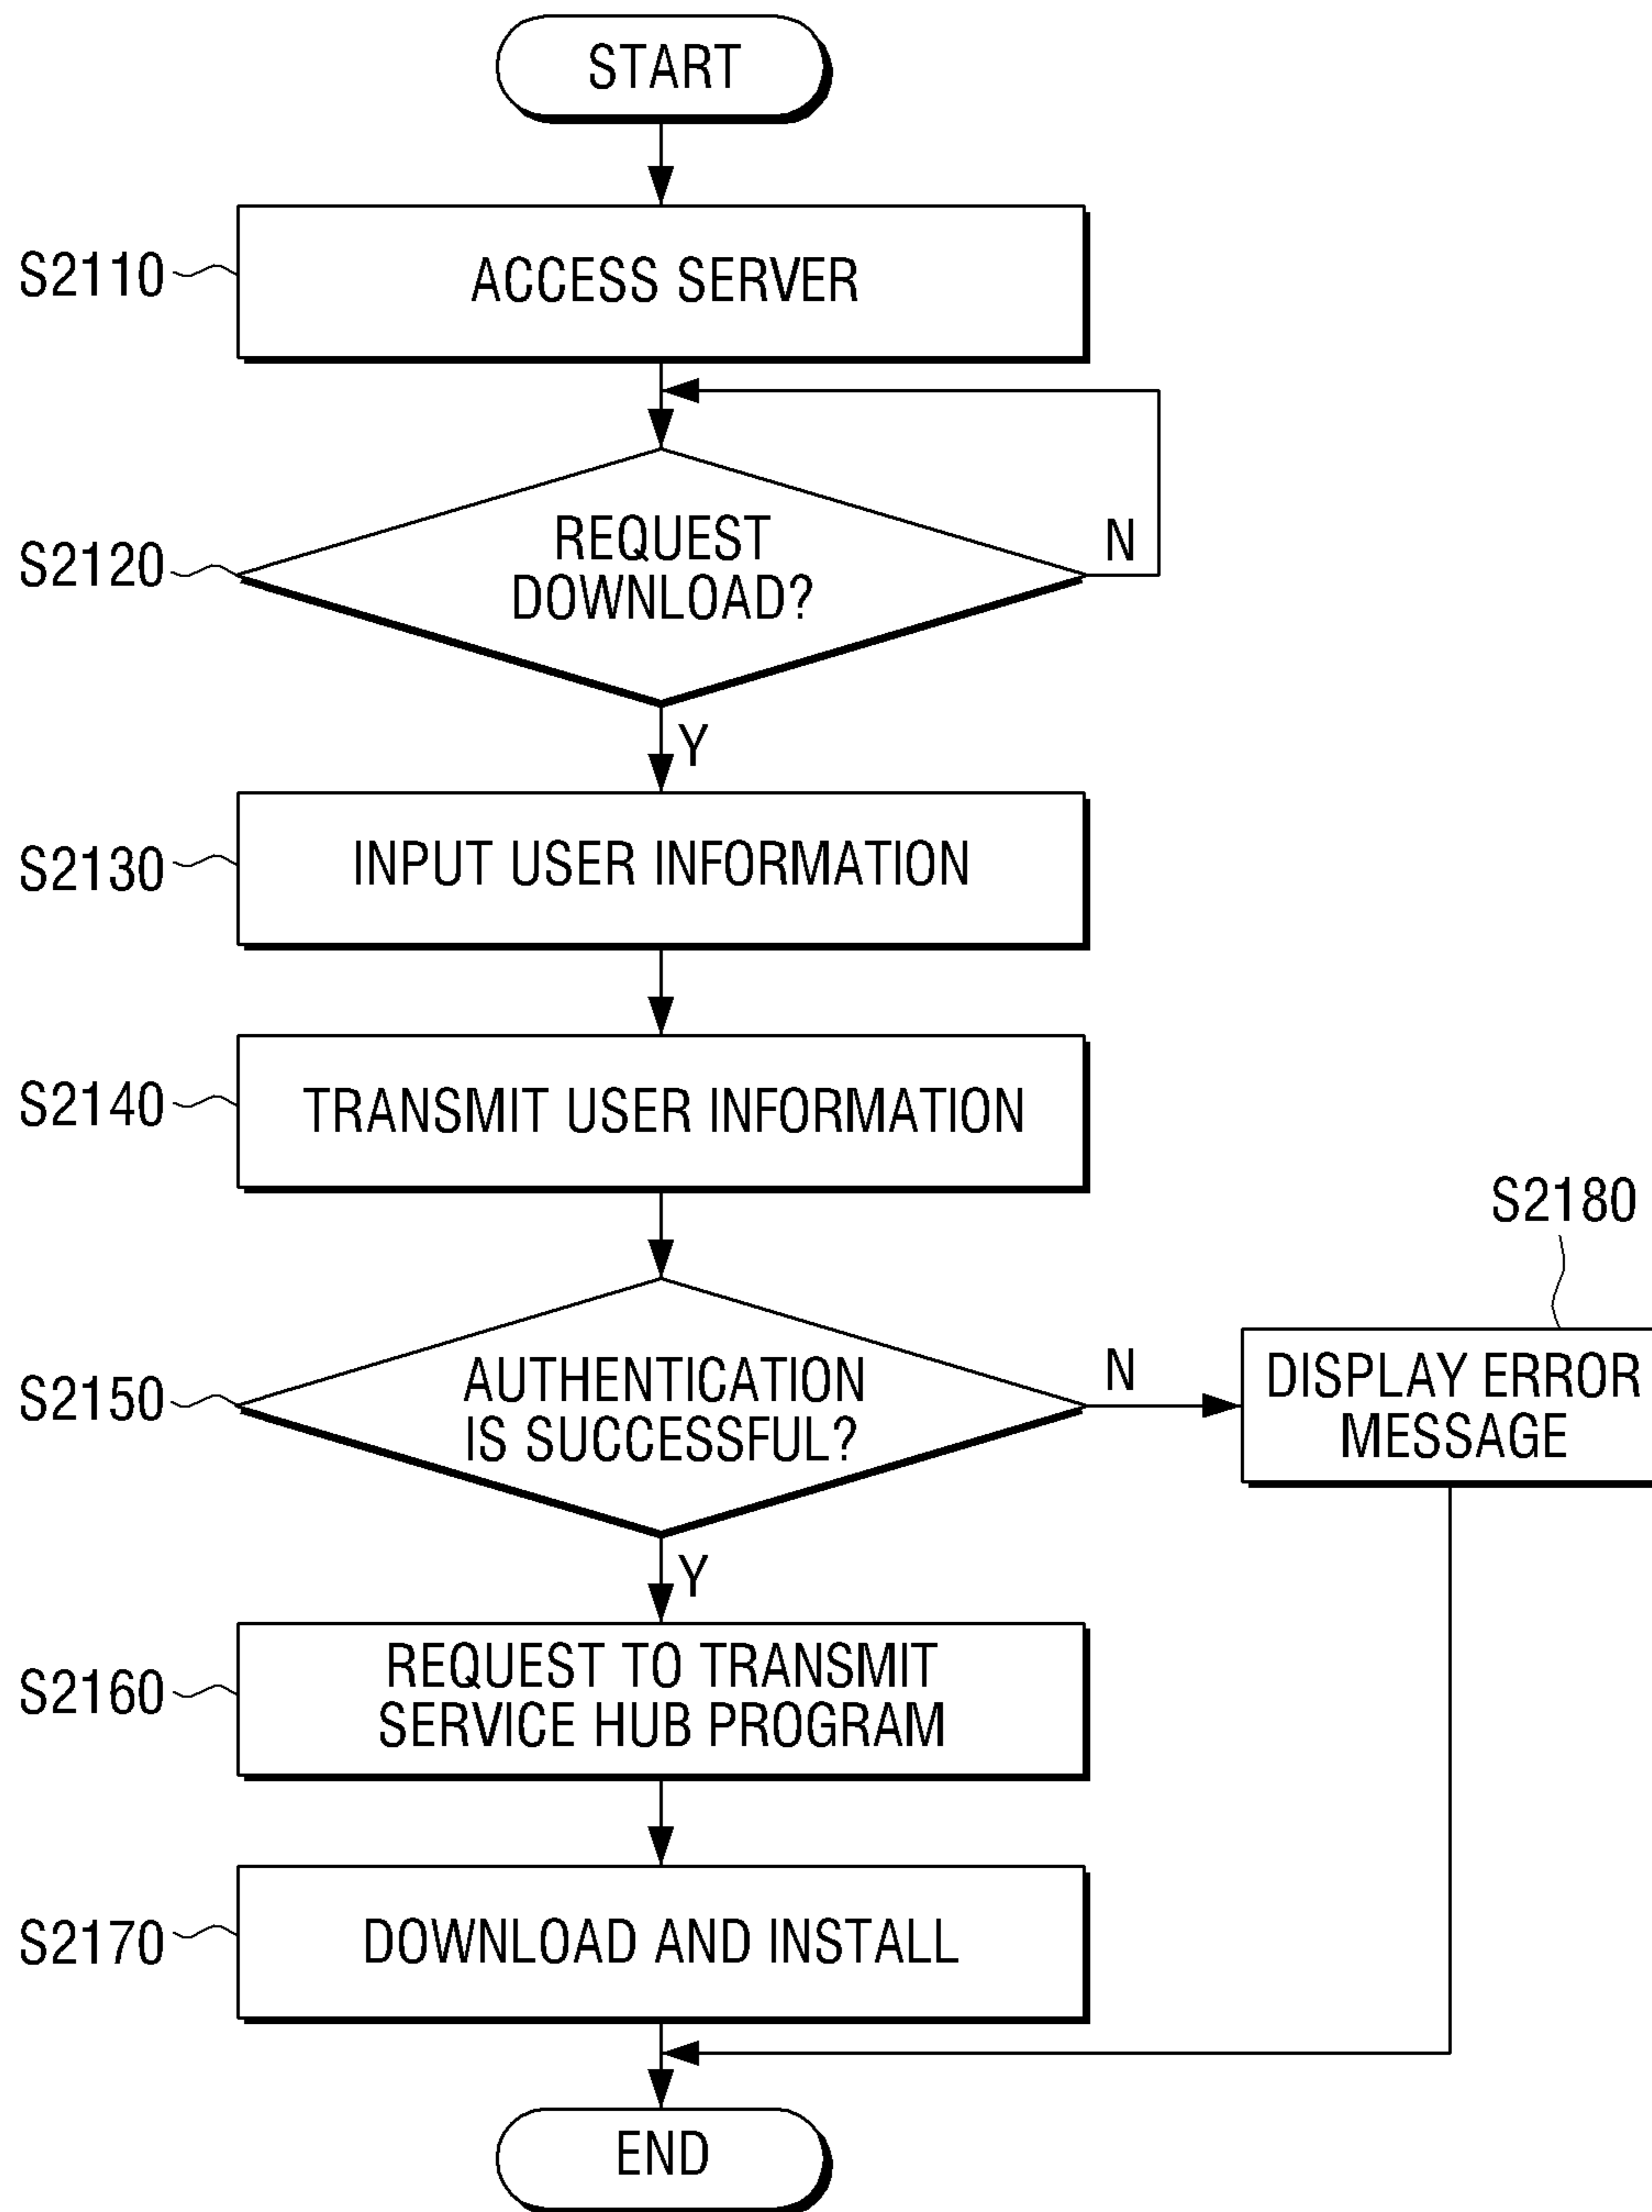 START
S2110
ACCESS SERVER
S2120
REQUEST
DOWNLOAD?
N
Y
S2130
INPUT USER INFORMATION
S2140
TRANSMIT USER INFORMATION
S2150
AUTHENTICATION
IS SUCCESSFUL?
N
S2180
DISPLAY ERROR
MESSAGE
Y
S2160
REQUEST TO TRANSMIT
SERVICE HUB PROGRAM
S2170
DOWNLOAD AND INSTALL
END